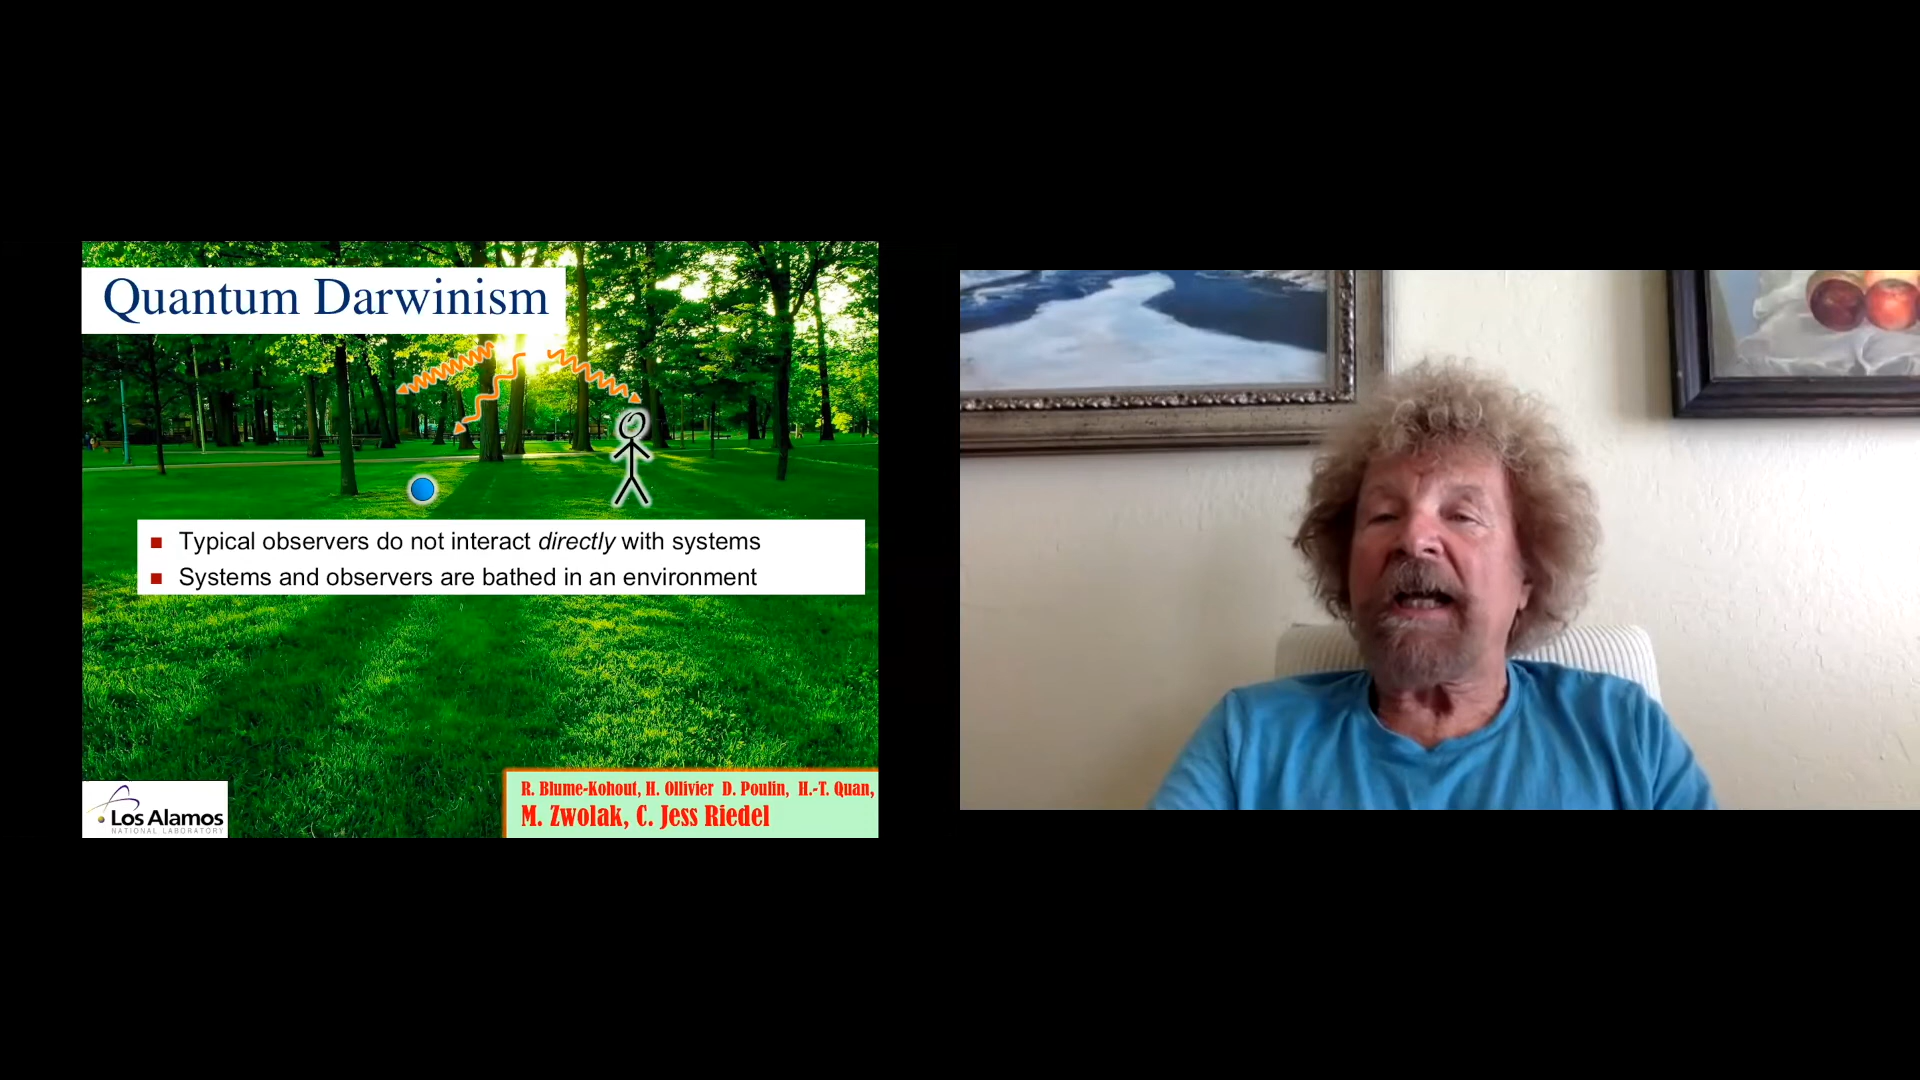 Quantum Darwinism
Typical observers do not interact directly with systems
Systems and observers are bathed in an environment
Los Alamos
NATIONAL LABORATORY
R. Blume-Kohout, H. Ollivier D. Poulin, H.-T. Quan,
M. Zwolak, C. Jess Riedel